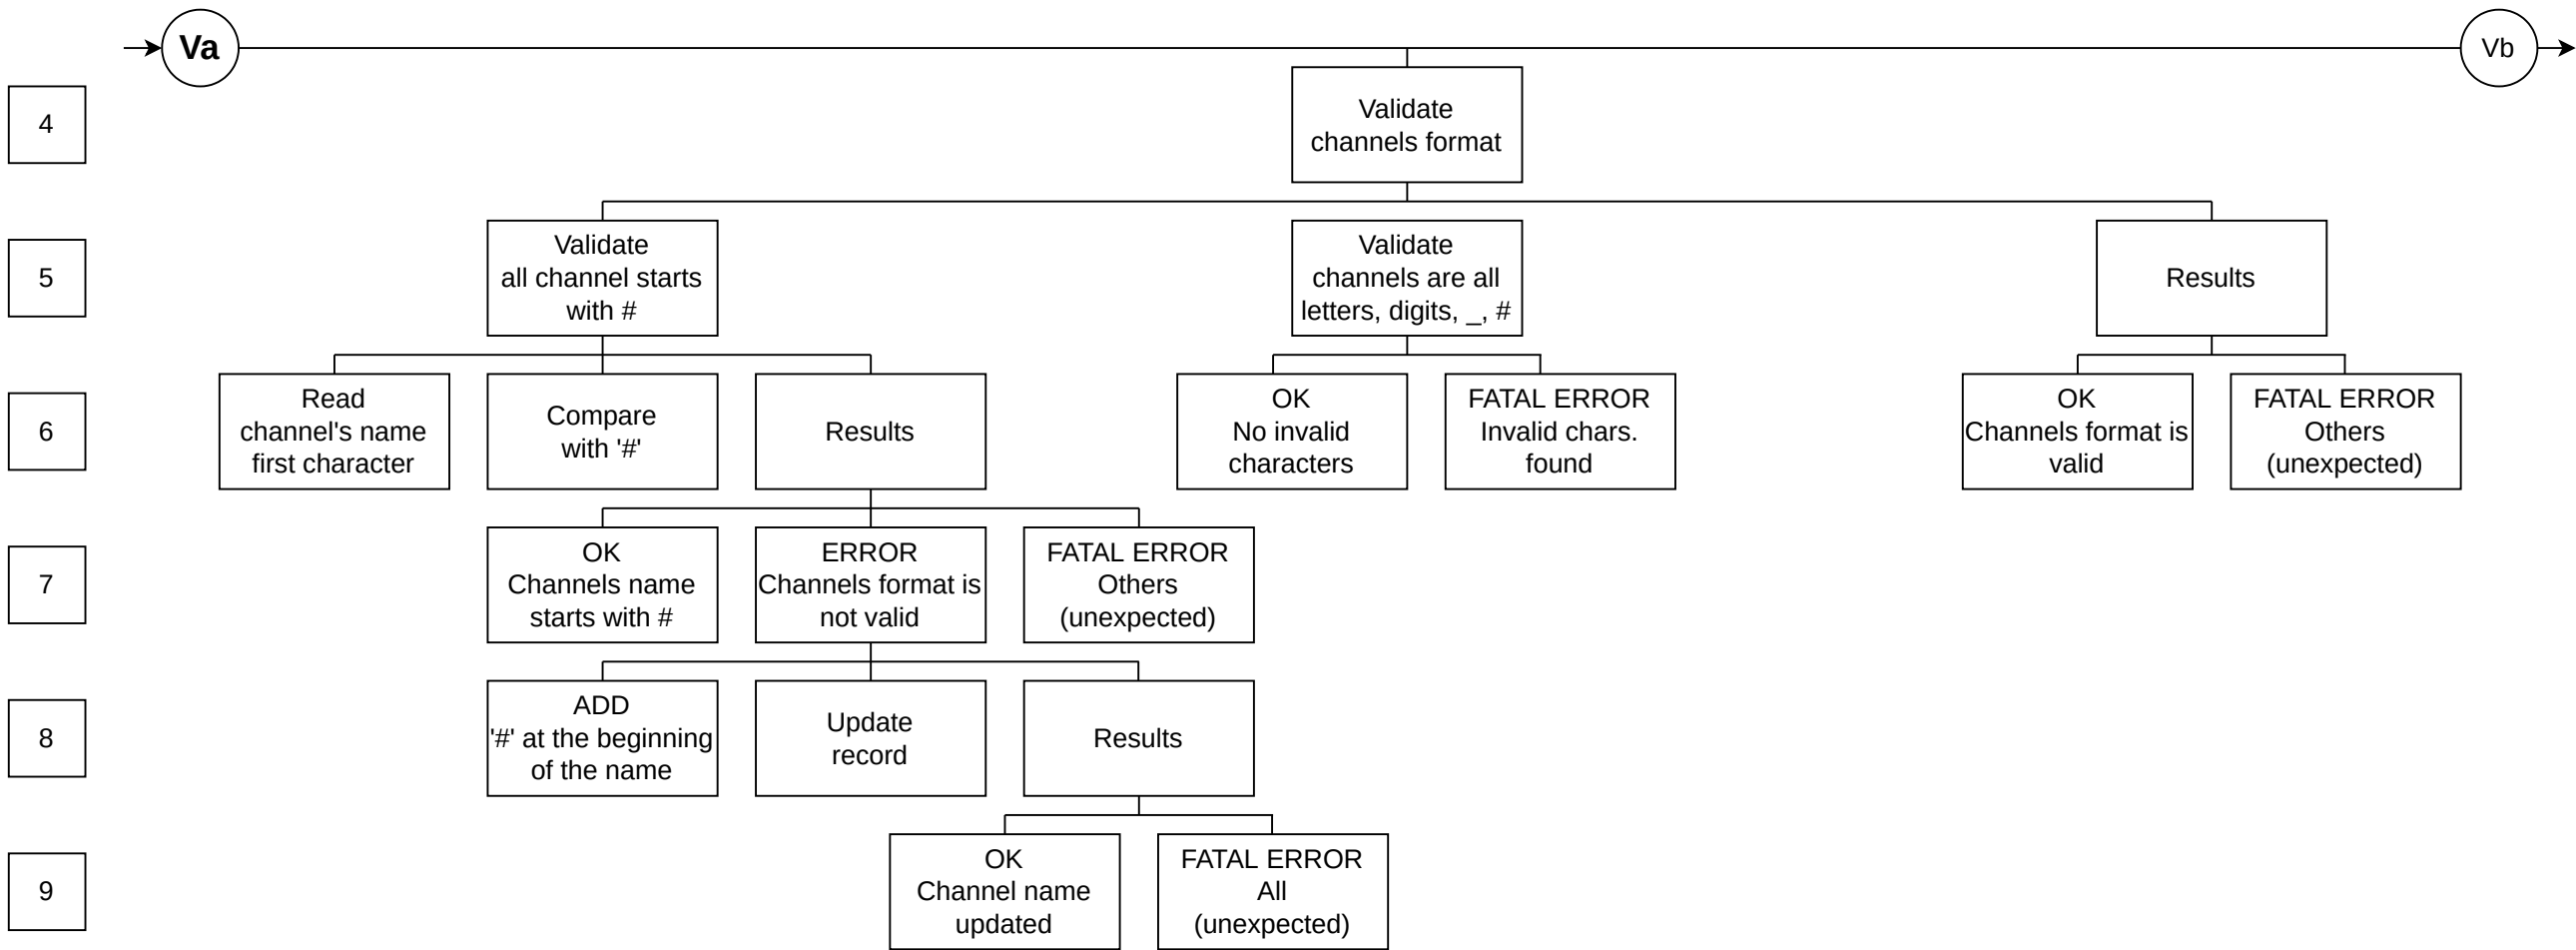 Va
Vb
4
Validate
channels format
5
Validate
all channel starts
with #
Validate
channels are all
letters, digits, _, #
Results
6
Read
channel's name
first character
Compare
with '#'
Results
OK
No invalid
characters
FATAL ERROR
Invalid chars.
found
OK
Channels format is
valid
FATAL ERROR
Others
(unexpected)
7
OK
Channels name
starts with #
ERROR
Channels format is
not valid
FATAL ERROR
Others
(unexpected)
8
ADD
'#' at the beginning
of the name
Update
record
Results
9
OK
Channel name
updated
FATAL ERROR
All
(unexpected)